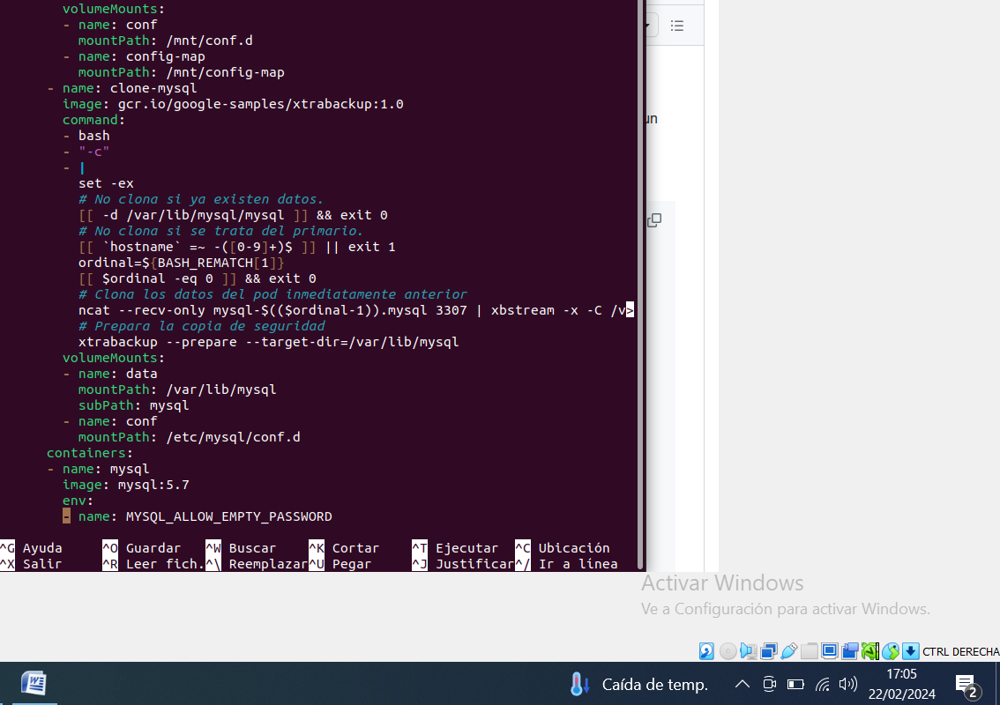 volumeMounts:
- name: conf
mountPath: /mnt/conf.d
- name: config-map
mountPath: /mnt/config-map
- name: clone-mysql
image: gcr.io/google-samples/xtrabackup:1.0
command:
- bash
- "-c"
- |
set -ex
# No clona si ya existen datos.
[[ -d /var/lib/mysql/mysql ]] && exit 0
# No clona si se trata del primario.
[[ `hostname` =~ -([0-9]+)$ ]] || exit 1
ordinal=${BASH_REMATCH[1]}
[[ $ordinal -eq 0 ]] && exit 0
# Clona los datos del pod inmediatamente anterior
ncat --recv-only mysql-$(($ordinal-1)).mysql 3307 | xbstream -x -C /v>
# Prepara la copia de seguridad
xtrabackup --prepare --target-dir=/var/lib/mysql
volumeMounts:
- name: data
mountPath: /var/lib/mysql
subPath: mysql
- name: conf
mountPath: /etc/mysql/conf.d
containers:
- name: mysql
image: mysql:5.7
env:
- name: MYSQL_ALLOW_EMPTY_PASSWORD
^G Ayuda ^O Guardar ^W Buscar ^K Cortar ^T Ejecutar ^C Ubicación
^X Salir ^R Leer fich. ^\ Reemplazar ^U Pegar ^J Justificar ^/ Ir a línea
un
Activar Windows
Ve a Configuración para activar Windows.
CTRL DERECHA
Caída de temp.
17:05
22/02/2024
2